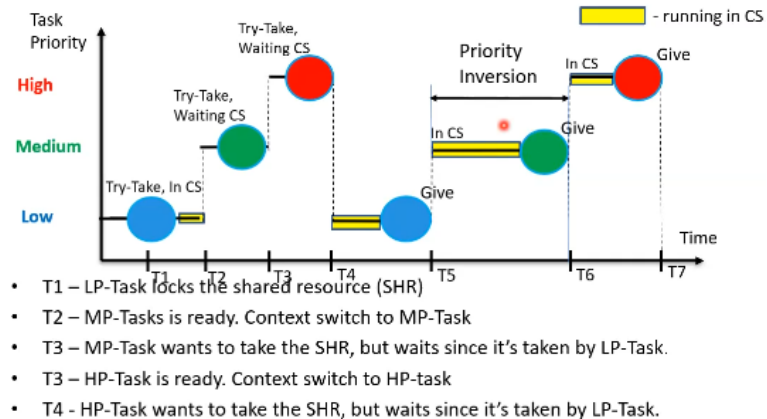 Task
Priority
- running in CS
Try-Take,
Waiting CS
Priority
Inversion
In CS
Give
High
Try-Take,
Waiting CS
In CS
Give
Medium
Try-Take, In CS
Give
Low
Time
T1 T2 T3 T4 T5 T6 T7
• T1 – LP-Task locks the shared resource (SHR)
• T2 – MP-Tasks is ready. Context switch to MP-Task
• T3 – MP-Task wants to take the SHR, but waits since it's taken by LP-Task.
• T3 – HP-Task is ready. Context switch to HP-task
• T4 - HP-Task wants to take the SHR, but waits since it's taken by LP-Task.